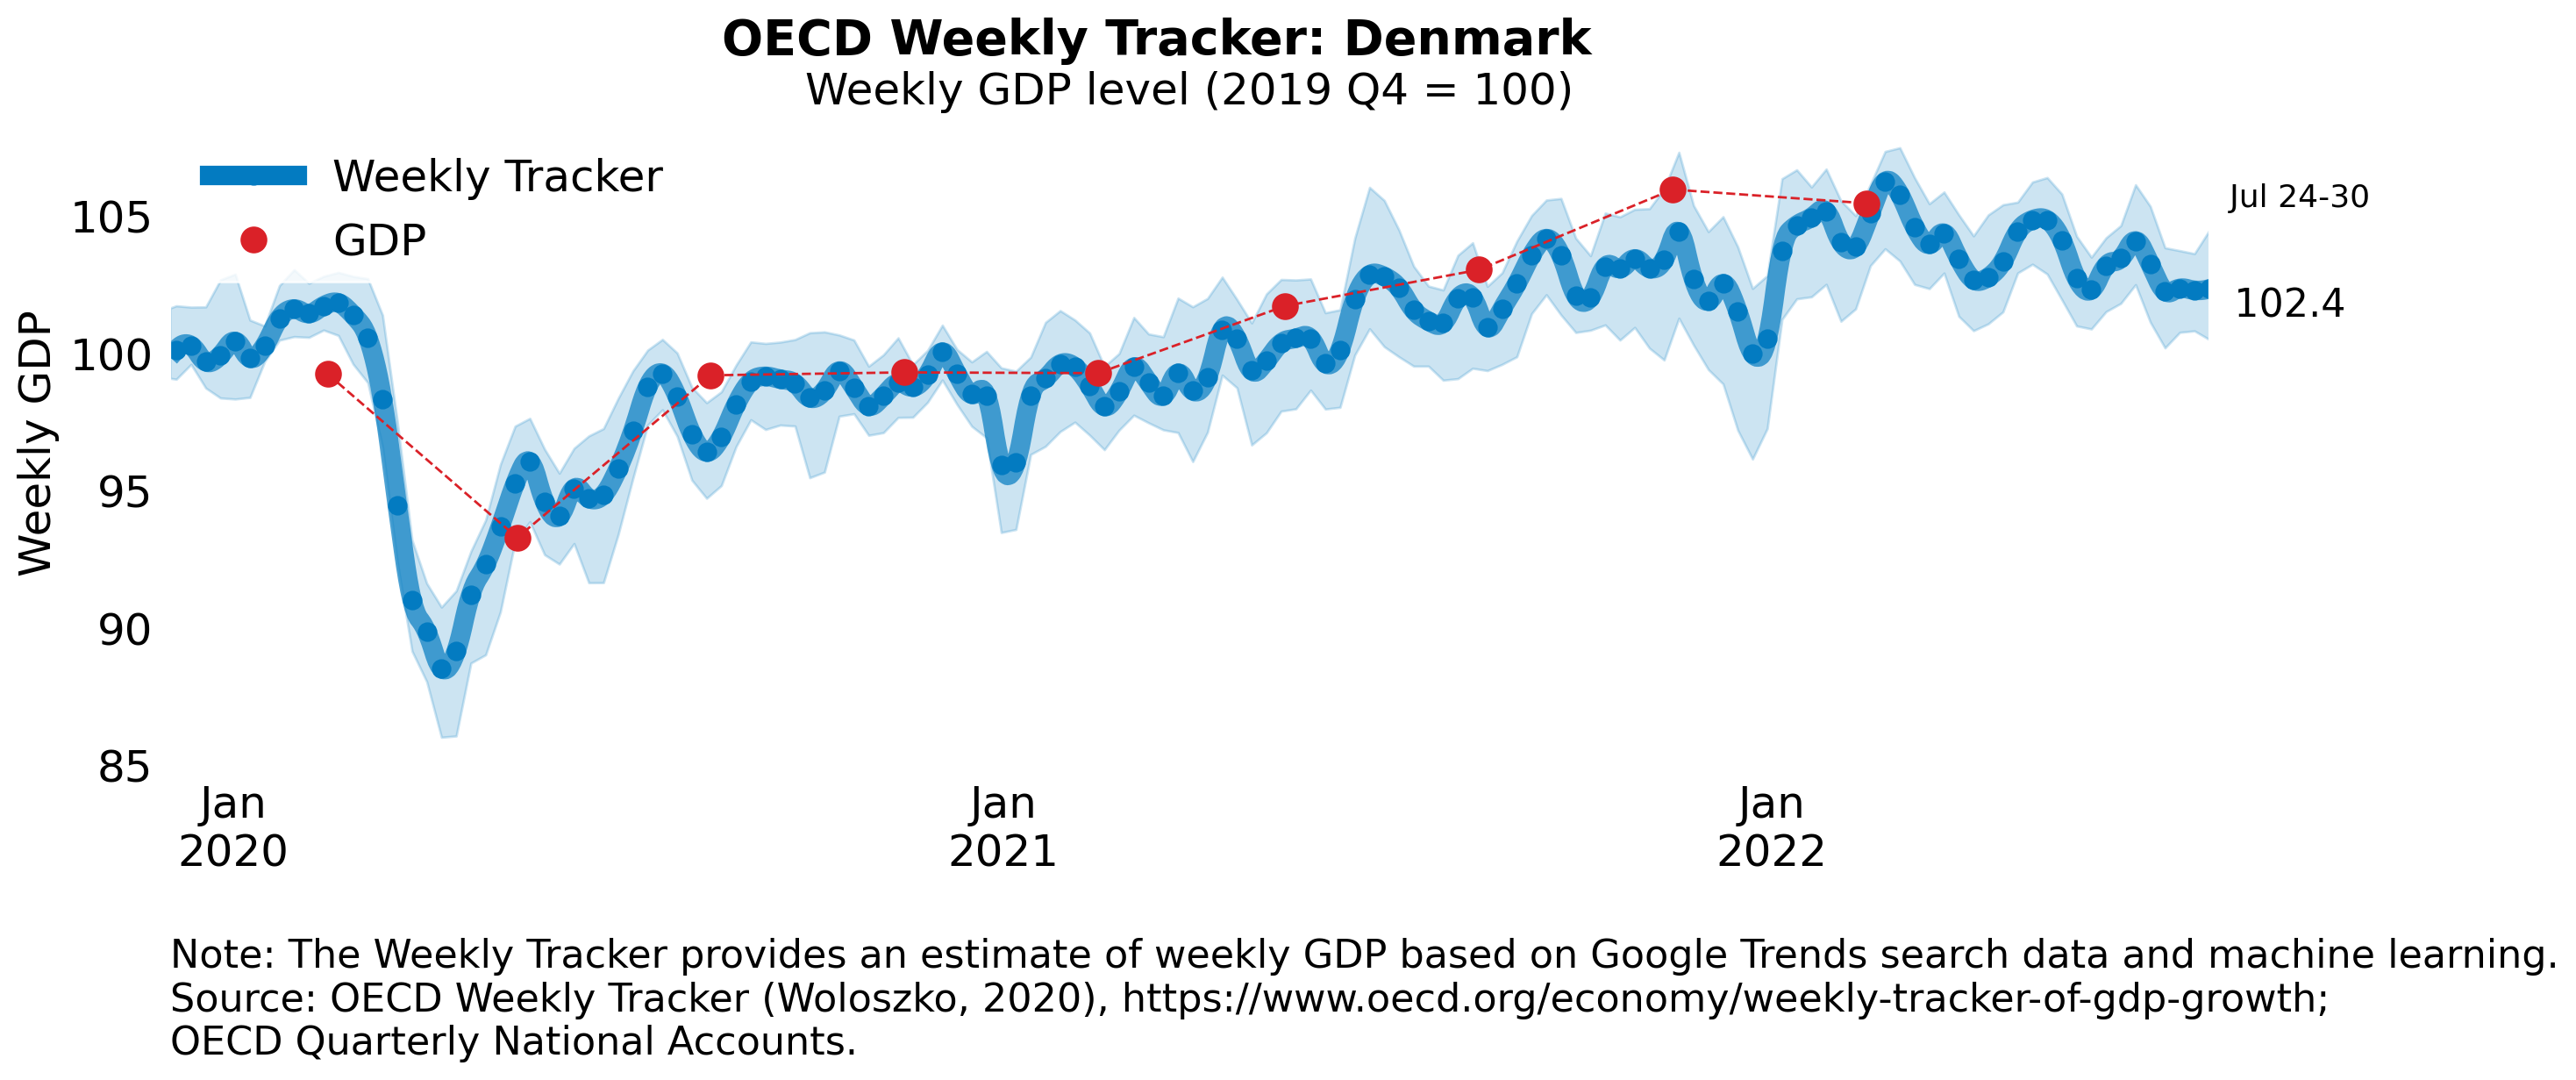 OECD Weekly Tracker: Denmark
Weekly GDP level (2019 Q4 = 100)
Weekly Tracker
GDP
Weekly GDP
105
100
95
90
85
Jul 24-30
102.4
Jan
2020
Jan
2021
Jan
2022
Note: The Weekly Tracker provides an estimate of weekly GDP based on Google Trends search data and machine learning.
Source: OECD Weekly Tracker (Woloszko, 2020), https://www.oecd.org/economy/weekly-tracker-of-gdp-growth;
OECD Quarterly National Accounts.